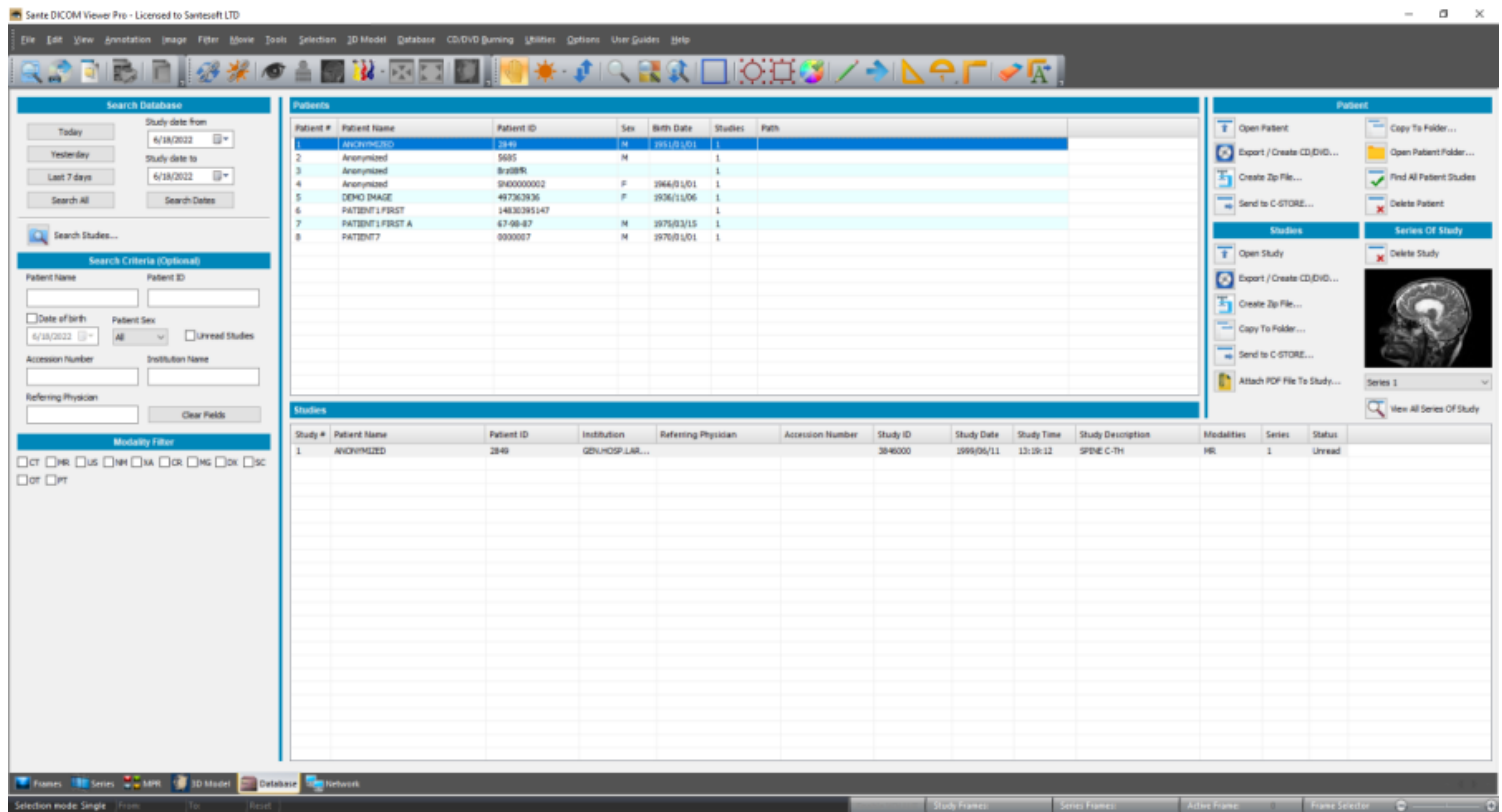 Sante DICOM Viewer Pro - Licensed to Santesoft LTD
File Edit View Annotation Image Filter Movie Tools Selection 3D Model Database CD/DVD Burning Utilities Options User Guides Help
Search Database
Today
Yesterday
Last 7 days
Search All
Study date from
6/18/2022
Study date to
6/18/2022
Search Dates
Search Studies...
Search Criteria (Optional)
Patient Name Patient ID
Date of birth Patient Sex
6/18/2022 All Unread Studies
Accession Number Institution Name
Referring Physician
Clear Fields
Modality Filter
CT MR US NM XA CR MG DX SC
OT PT
Patients
Patient # Patient Name Patient ID Sex Birth Date Studies Path
1 ANONYMIZED 2849 M 1951/01/01 1
2 Anonymized 5685 M 1
3 Anonymized 1
4 Anonymized SN00000002 F 1966/01/01 1
5 DEMO IMAGE 497363936 F 1936/11/06 1
6 PATIENT1 FIRST 14830395147 1
7 PATIENT1 FIRST A 67-98-87 M 1975/03/15 1
8 PATIENT7 0000007 M 1970/01/01 1
Studies
Study # Patient Name Patient ID Institution Referring Physician Accession Number Study ID Study Date Study Time Study Description Modalities Series Status
1 ANONYMIZED 2849 GEN.HOSP.LAR... 3846000 1999/06/11 13:19:12 SPINE C-TH MR 1 Unread
Patient
Open Patient Copy To Folder...
Export / Create CD/DVD... Open Patient Folder...
Create Zip File... Find All Patient Studies
Send to C-STORE... Delete Patient
Studies
Open Study
Export / Create CD/DVD...
Create Zip File...
Copy To Folder...
Send to C-STORE...
Attach PDF File To Study...
Series Of Study
Delete Study
Series 1
View All Series Of Study
Frames Series MPR 3D Model Database Network
Selection mode: Single From: To: Reset Study Frames: Series Frames: Active Frame: 0 Frame Selector